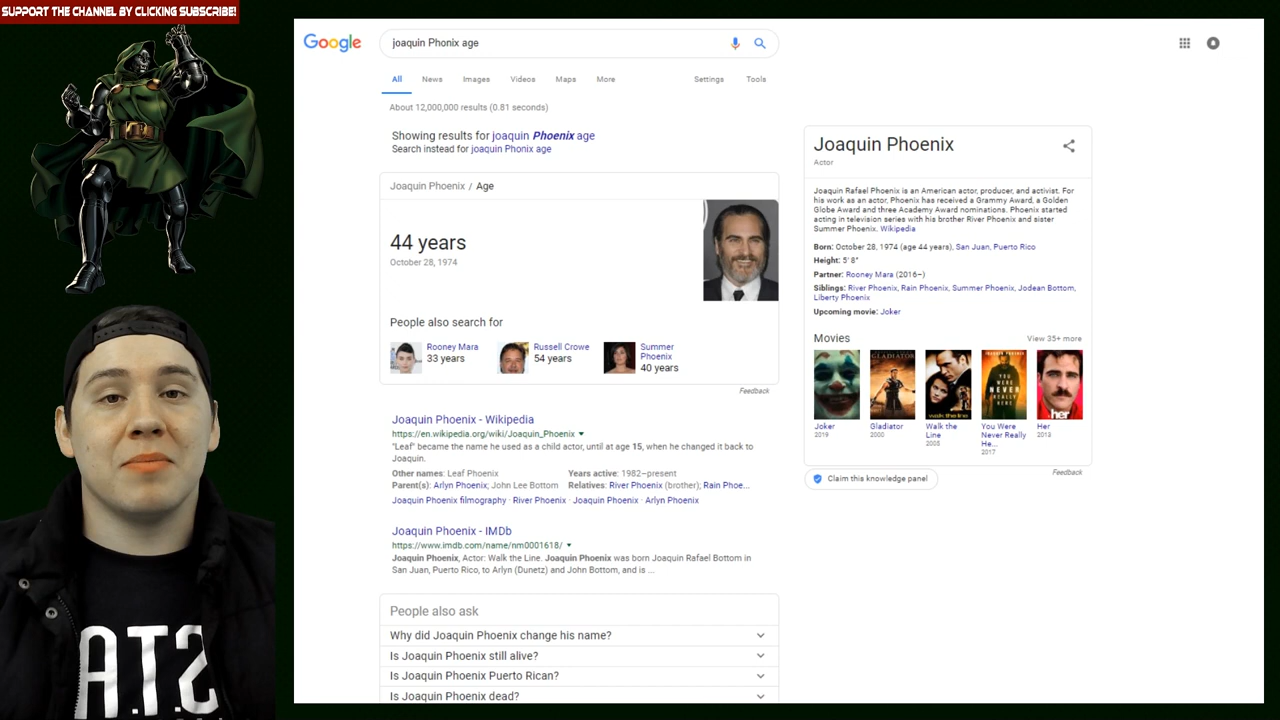 SUPPORT THE CHANNEL BY CLICKING SUBSCRIBE!
Google
joaquin Phonix age
All News Images Videos Maps More Settings Tools
About 12,000,000 results (0.81 seconds)
Showing results for joaquin Phoenix age
Search instead for joaquin Phonix age
Joaquin Phoenix / Age
44 years
October 28, 1974
People also search for
Rooney Mara
33 years
Russell Crowe
54 years
Summer
Phoenix
40 years
Feedback
Joaquin Phoenix - Wikipedia
https://en.wikipedia.org/wiki/Joaquin_Phoenix
"Leaf" became the name he used as a child actor, until at age 15, when he changed it back to
Joaquin.
Other names: Leaf Phoenix Years active: 1982–present
Parent(s): Arlyn Phoenix; John Lee Bottom Relatives: River Phoenix (brother); Rain Phoe...
Joaquin Phoenix filmography · River Phoenix · Joaquin Phoenix · Arlyn Phoenix
Joaquin Phoenix - IMDb
https://www.imdb.com/name/nm0001618/
Joaquin Phoenix, Actor: Walk the Line. Joaquin Phoenix was born Joaquin Rafael Bottom in
San Juan, Puerto Rico, to Arlyn (Dunetz) and John Bottom, and is ...
People also ask
Why did Joaquin Phoenix change his name?
Is Joaquin Phoenix still alive?
Is Joaquin Phoenix Puerto Rican?
Is Joaquin Phoenix dead?
Joaquin Phoenix
Actor
Joaquin Rafael Phoenix is an American actor, producer, and activist. For
his work as an actor, Phoenix has received a Grammy Award, a Golden
Globe Award and three Academy Award nominations. Phoenix started
acting in television series with his brother River Phoenix and sister
Summer Phoenix. Wikipedia
Born: October 28, 1974 (age 44 years), San Juan, Puerto Rico
Height: 5'8"
Partner: Rooney Mara (2016–)
Siblings: River Phoenix, Rain Phoenix, Summer Phoenix, Jodean Bottom,
Liberty Phoenix
Upcoming movie: Joker
Movies
View 35+ more
GLADIATOR
walk the line
YOU WERE NEVER REALLY HERE
her
Joker
2019
Gladiator
2000
Walk the
Line
2005
You Were
Never Really
He...
2017
Her
2013
Feedback
Claim this knowledge panel